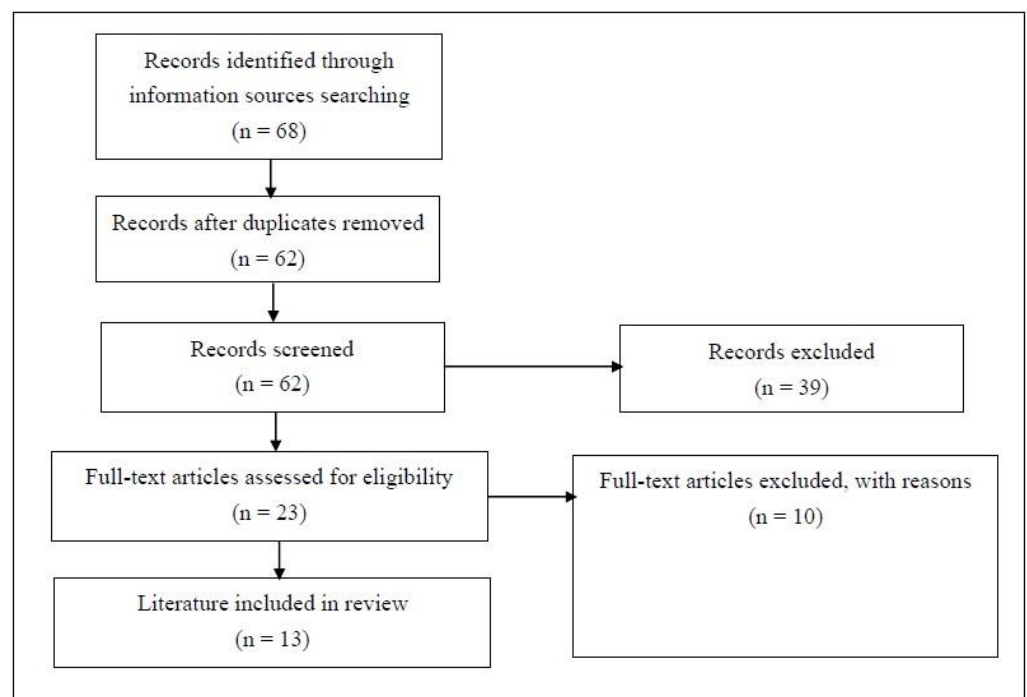 Records identified through
information sources searching
(n = 68)
Records after duplicates removed
(n = 62)
Records screened
(n = 62)
Records excluded
(n = 39)
Full-text articles assessed for eligibility
(n = 23)
Full-text articles excluded, with reasons
(n = 10)
Literature included in review
(n = 13)